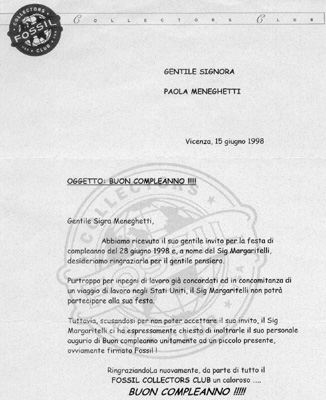 COLLECTORS
FOSSIL
CLUB
COLLECTORS CLUB
GENTILE SIGNORA
PAOLA MENEGHETTI
Vicenza, 15 giugno 1998
OGGETTO: BUON COMPLEANNO !!!!!
Gentile Sigra Meneghetti,
Abbiamo ricevuto il suo gentile invito per la festa di
compleanno del 28 giugno 1998 e, a nome del Sig Margaritelli,
desideriamo ringraziarla per il gentile pensiero.
Purtroppo per impegni di lavoro già concordati ed in concomitanza di
un viaggio di lavoro negli Stati Uniti, il Sig Margaritelli non potrà
partecipare alla sua festa.
Tuttavia, scusandosi per non poter accettare il suo invito, il Sig
Margaritelli ci ha espressamente chiesto di inoltrarle il suo personale
augurio di Buon compleanno unitamente ad un piccolo presente,
ovviamente firmato Fossil !
RingraziandoLa nuovamente, da parte di tutto il
FOSSIL COLLECTORS CLUB un caloroso .....
BUON COMPLEANNO !!!!!